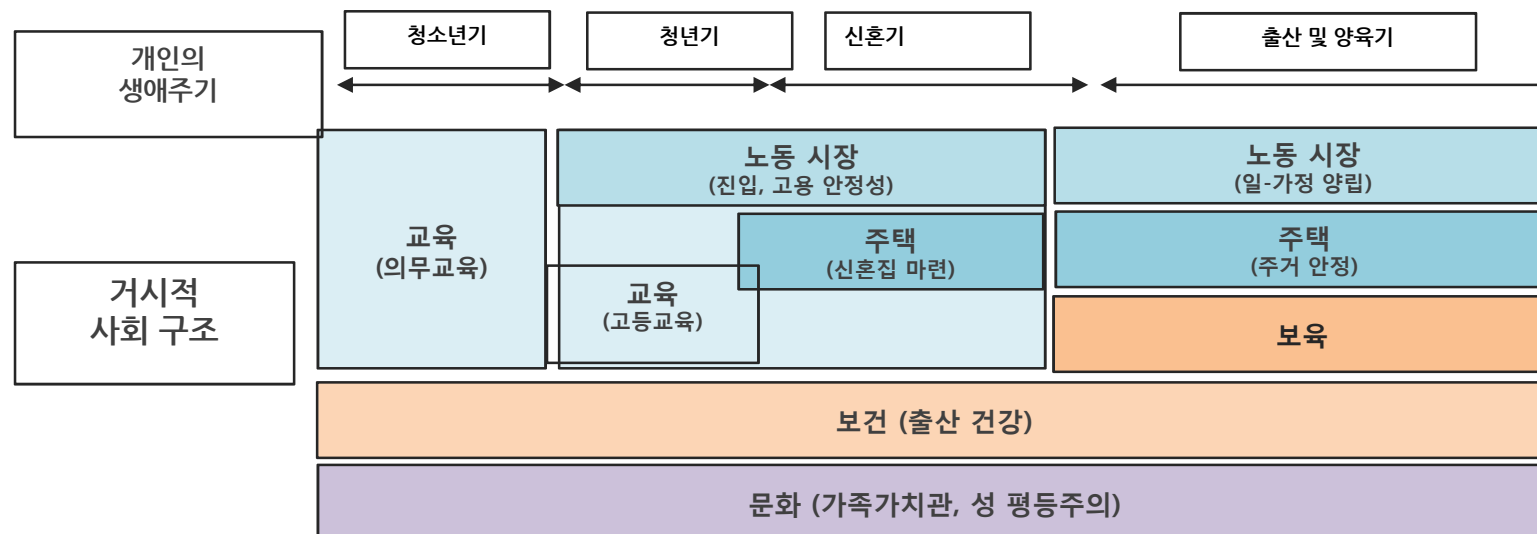 개인의
생애주기
청소년기
청년기
신혼기
출산 및 양육기
거시적
사회 구조
교육
(의무교육)
노동 시장
(진입, 고용 안정성)
주택
(신혼집 마련)
교육
(고등교육)
노동 시장
(일-가정 양립)
주택
(주거 안정)
보육
보건 (출산 건강)
문화 (가족가치관, 성 평등주의)